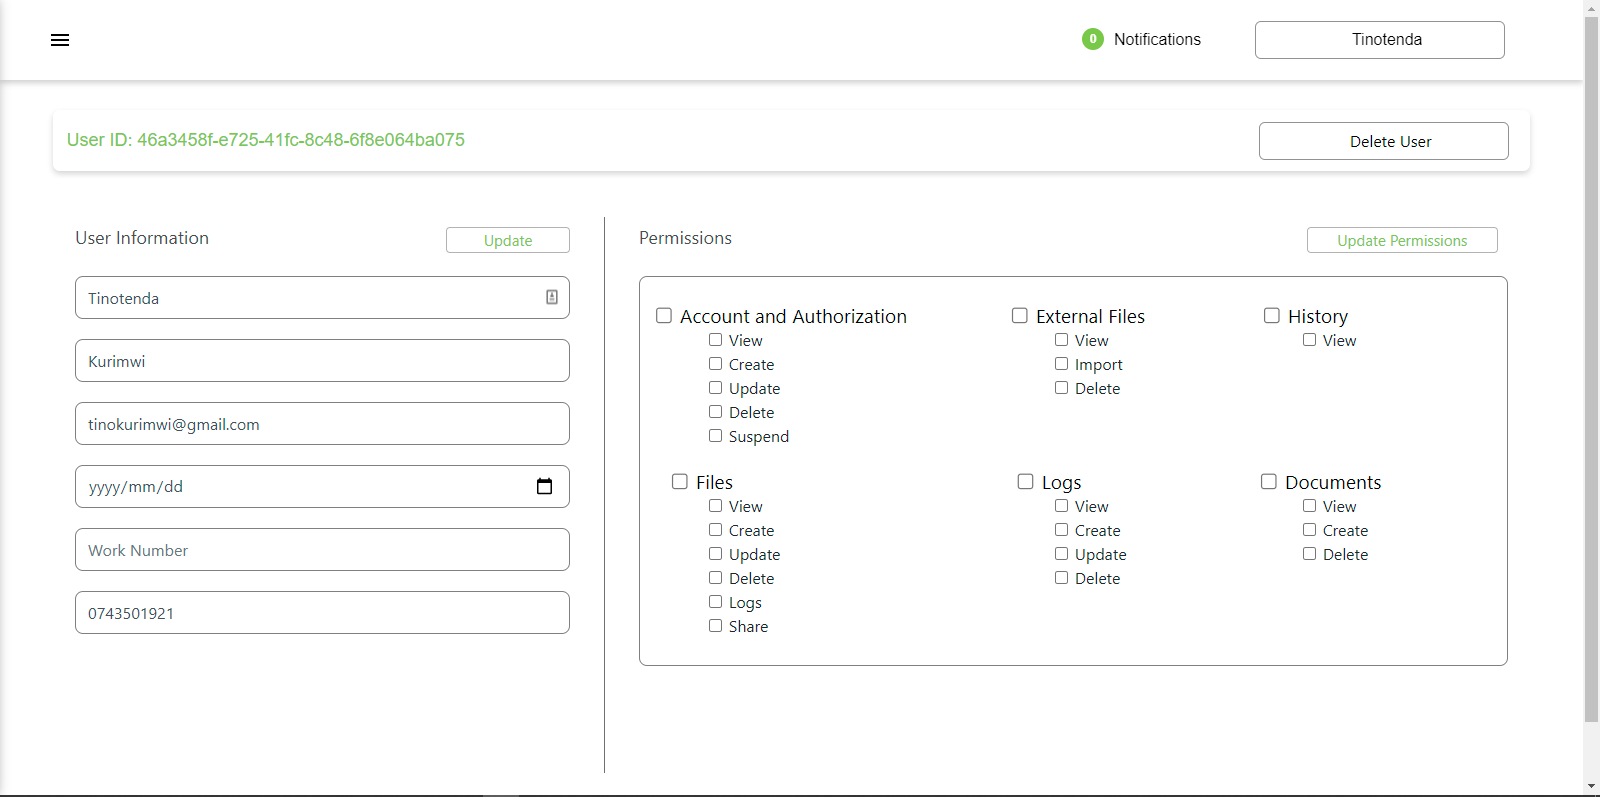 0 Notifications
Tinotenda
User ID: 46a3458f-e725-41fc-8c48-6f8e064ba075
Delete User
User Information
Update
Tinotenda
Kurimwi
tinokurimwi@gmail.com
yyyy/mm/dd
Work Number
0743501921
Permissions
Update Permissions
Account and Authorization
View
Create
Update
Delete
Suspend
External Files
View
Import
Delete
History
View
Files
View
Create
Update
Delete
Logs
Share
Logs
View
Create
Update
Delete
Documents
View
Create
Delete